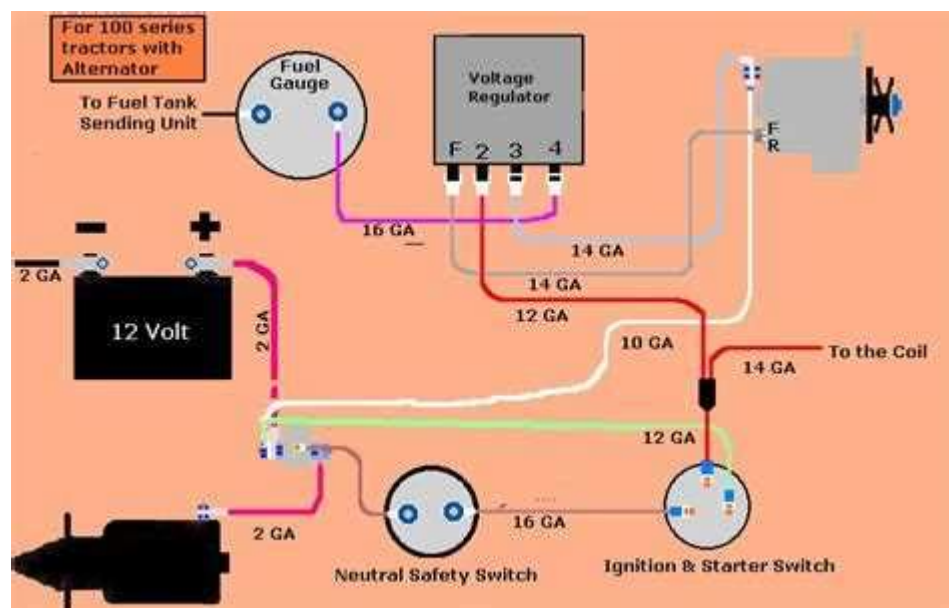 For 100 series
tractors with
Alternator
Fuel
Gauge
To Fuel Tank
Sending Unit
Voltage
Regulator
F 2 3 4
F
R
16 GA
14 GA
14 GA
12 GA
2 GA
12 Volt
2 GA
10 GA
To the Coil
14 GA
12 GA
2 GA
16 GA
Neutral Safety Switch
Ignition & Starter Switch